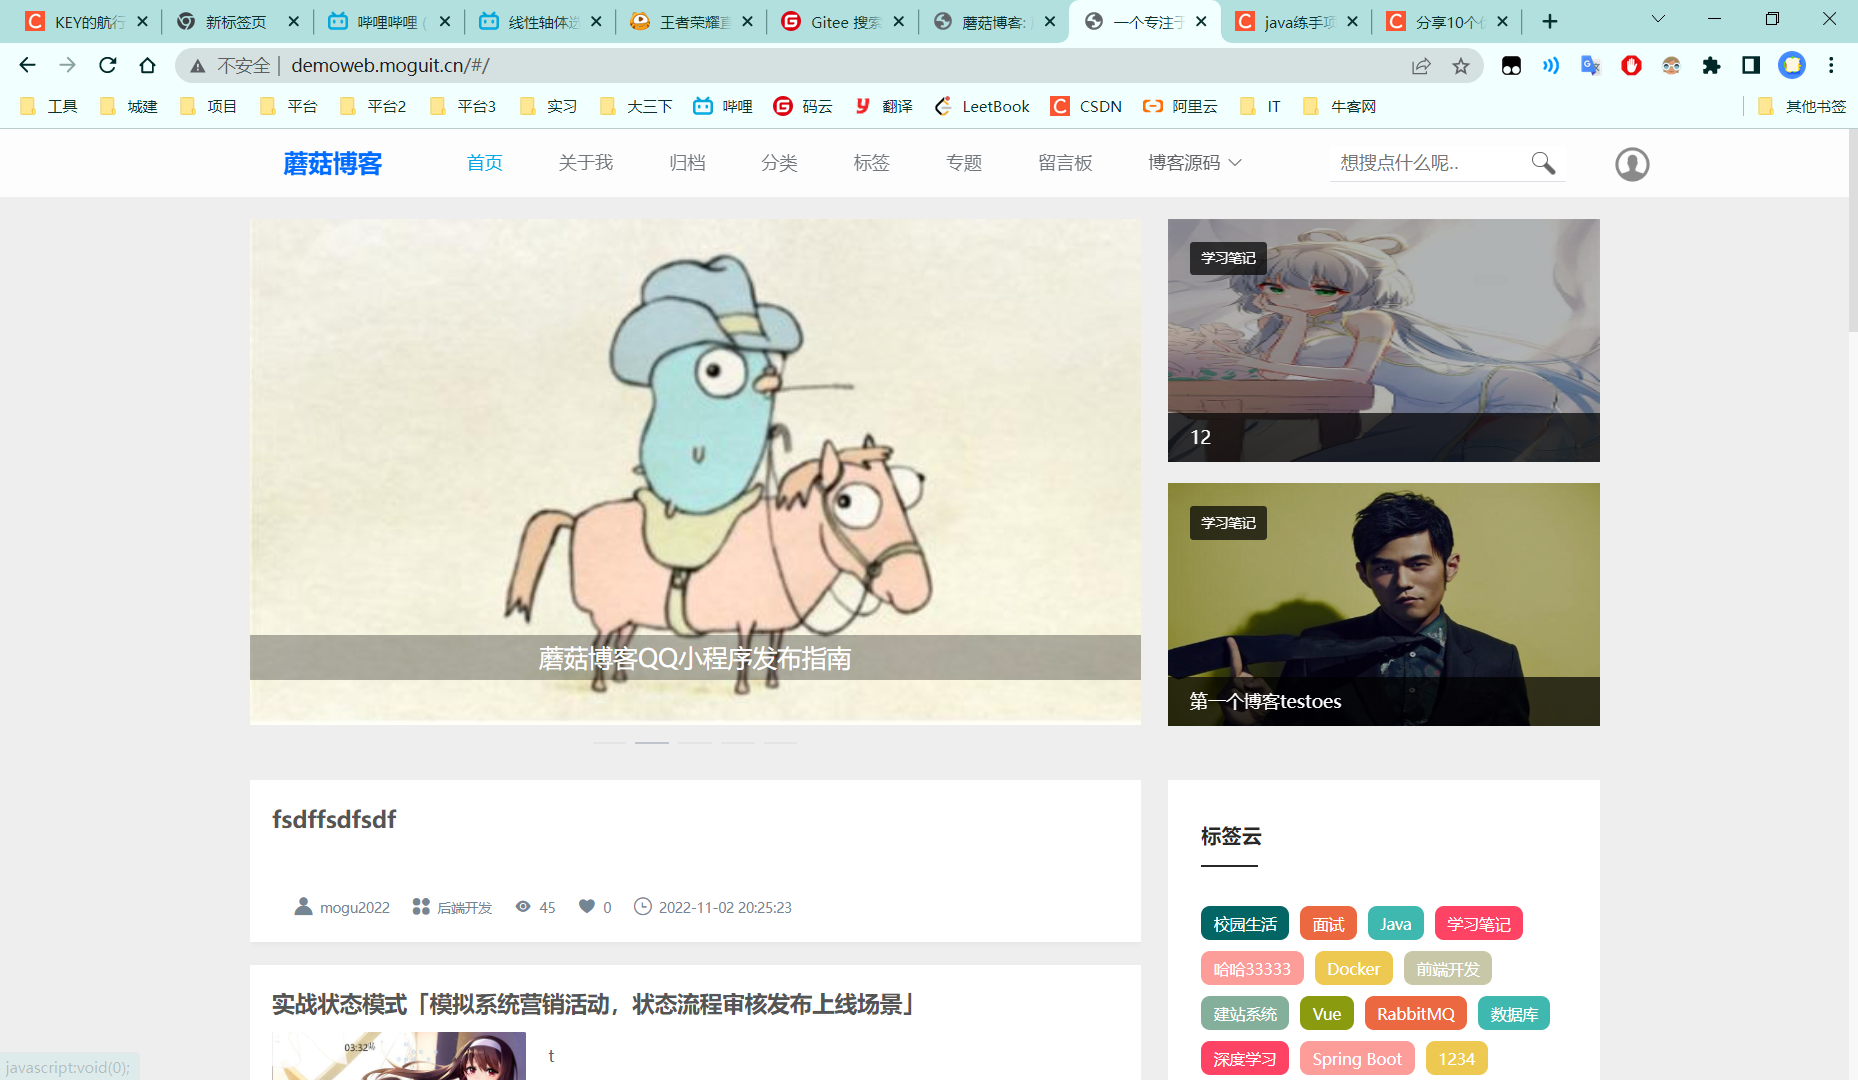 KEY的航行
新标签页
哔哩哔哩 (
线性轴体选
王者荣耀直
Gitee 搜索
蘑菇博客:
一个专注于
java练手项
分享10个
不安全 | demoweb.moguit.cn/#/
工具 城建 项目 平台 平台2 平台3 实习 大三下 哔哩 码云 翻译 LeetBook CSDN 阿里云 IT 牛客网 其他书签
蘑菇博客 首页 关于我 归档 分类 标签 专题 留言板 博客源码 想搜点什么呢..
蘑菇博客QQ小程序发布指南
学习笔记
12
学习笔记
第一个博客testoes
fsdffsdfsdf
mogu2022 后端开发 45 0 2022-11-02 20:25:23
实战状态模式「模拟系统营销活动，状态流程审核发布上线场景」
03:32
t
标签云
校园生活 面试 Java 学习笔记
哈哈33333 Docker 前端开发
建站系统 Vue RabbitMQ 数据库
深度学习 Spring Boot 1234
javascript:void(0);